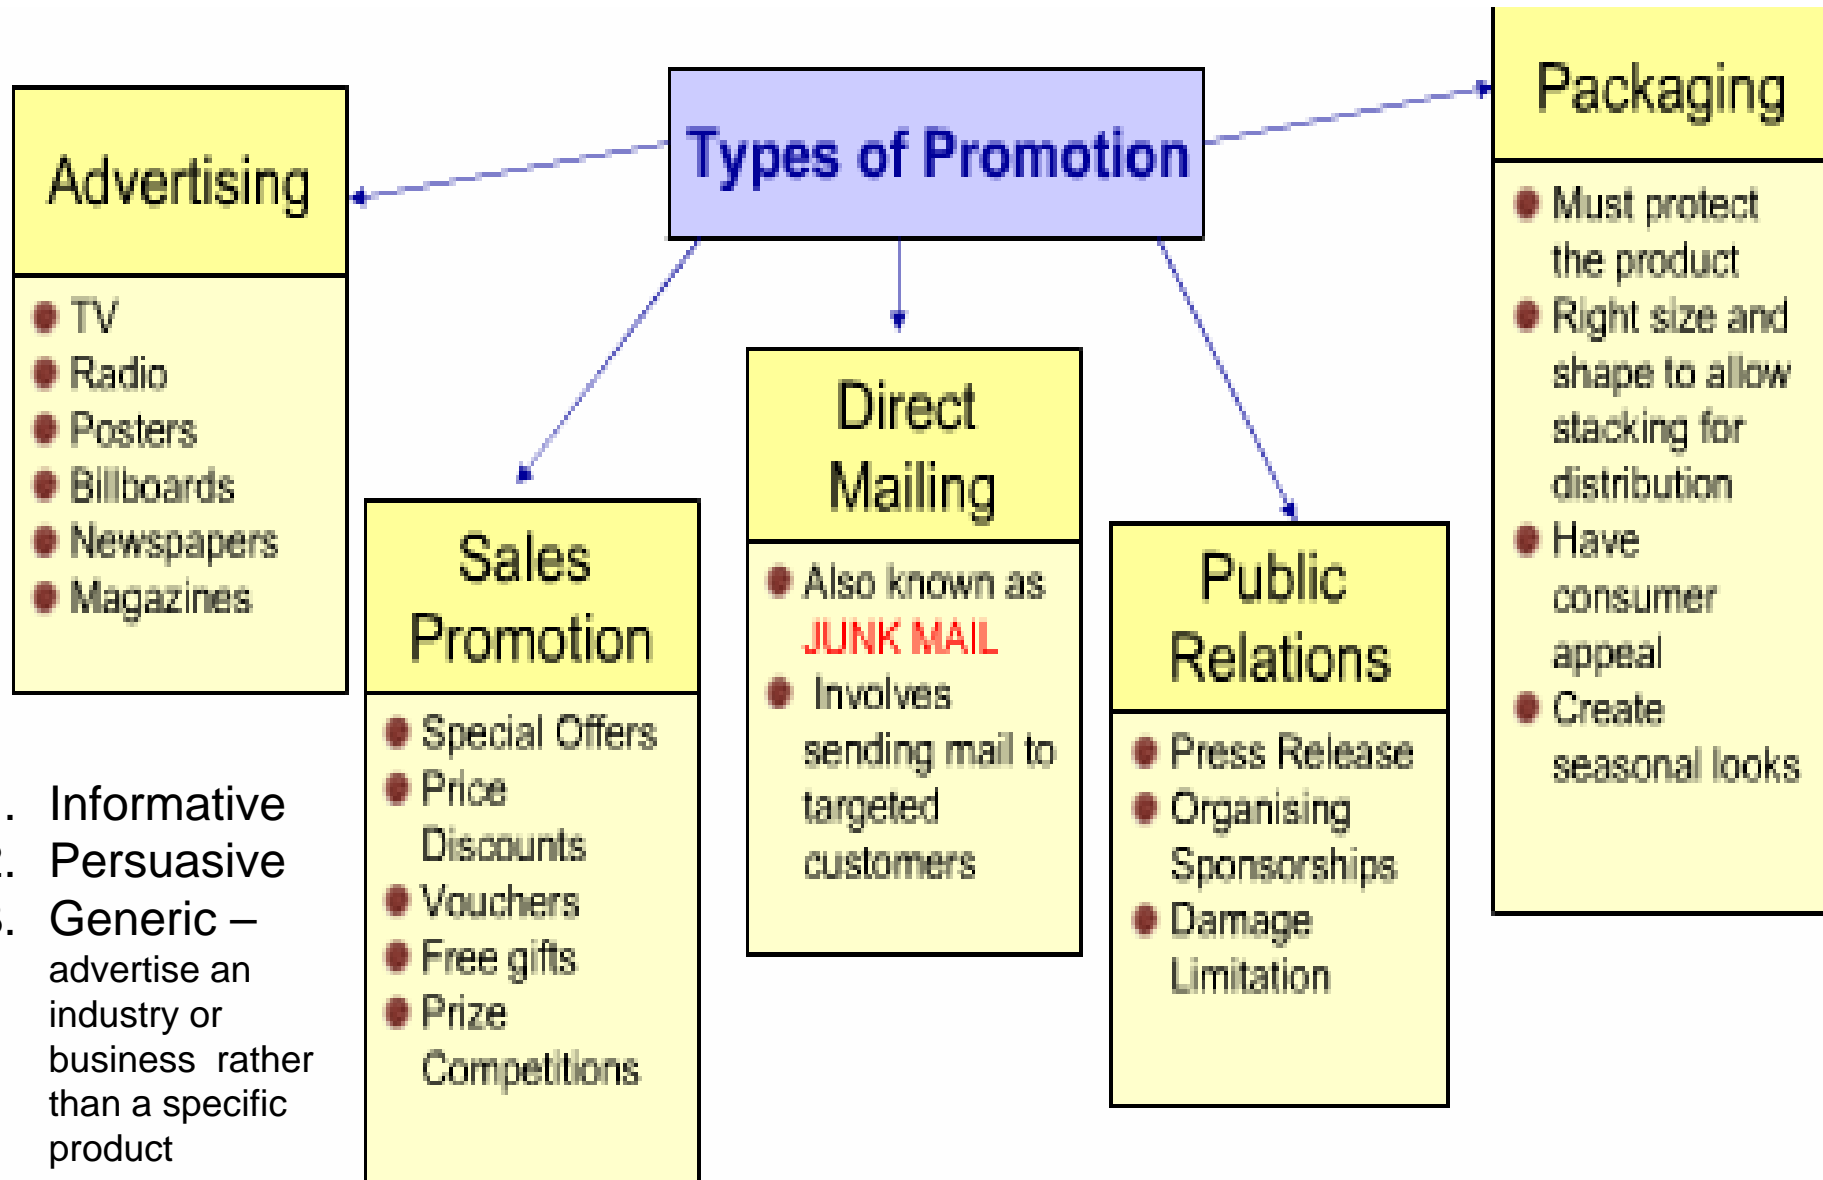 Types of Promotion
Advertising
TV
Radio
Posters
Billboards
Newspapers
Magazines
. Informative
2. Persuasive
3. Generic –
advertise an
industry or
business rather
than a specific
product
Sales
Promotion
Special Offers
Price
Discounts
Vouchers
Free gifts
Prize
Competitions
Direct
Mailing
Also known as
JUNK MAIL
Involves
sending mail to
targeted
customers
Public
Relations
Press Release
Organising
Sponsorships
Damage
Limitation
Packaging
Must protect
the product
Right size and
shape to allow
stacking for
distribution
Have
consumer
appeal
Create
seasonal looks